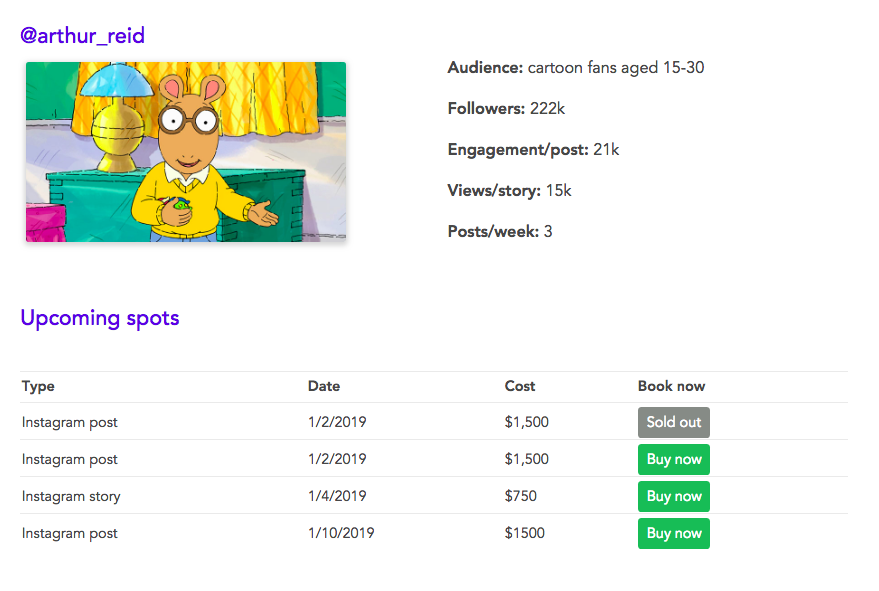 @arthur_reid
Audience: cartoon fans aged 15-30
Followers: 222k
Engagement/post: 21k
Views/story: 15k
Posts/week: 3
Upcoming spots
Type Date Cost Book now
Instagram post 1/2/2019 $1,500 Sold out
Instagram post 1/2/2019 $1,500 Buy now
Instagram story 1/4/2019 $750 Buy now
Instagram post 1/10/2019 $1500 Buy now